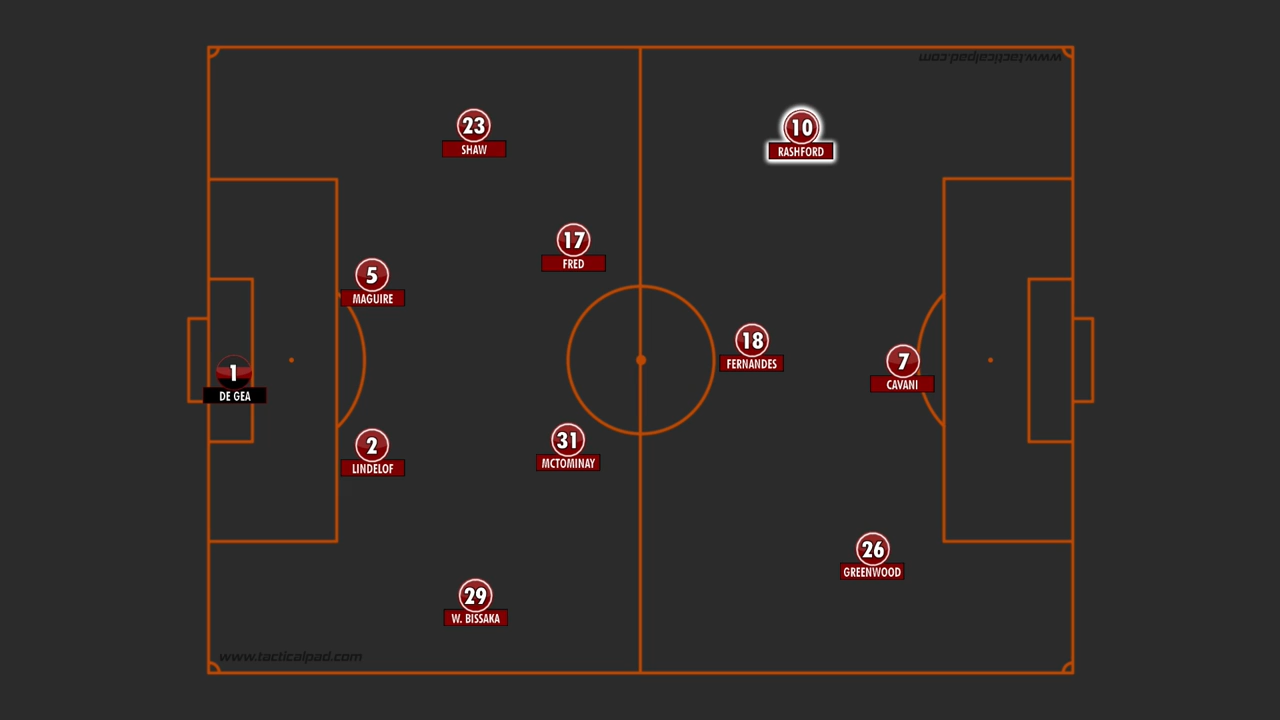 www.tacticalpad.com
23
SHAW
10
RASHFORD
17
FRED
5
MAGUIRE
18
FERNANDES
7
CAVANI
1
DE GEA
2
LINDELOF
31
MCTOMINAY
26
GREENWOOD
29
W. BISSAKA
www.tacticalpad.com